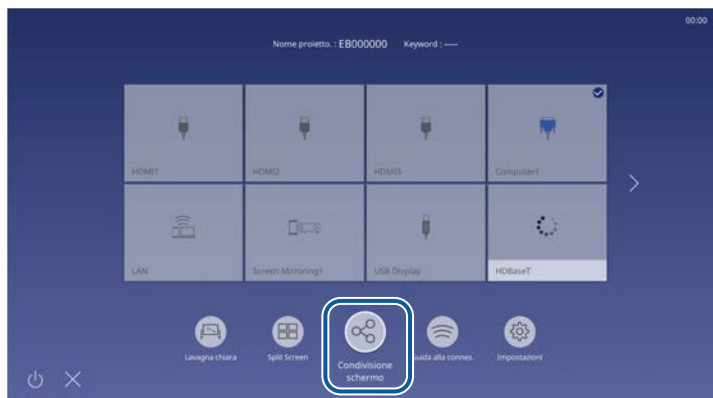 00:00
Nome proietto. : EB000000 Keyword : ----
HDMI1 HDMI2 HDMI3 Computer1
LAN Screen Mirroring1 USB Display HDBaseT
Lavagna chiara Split Screen Condivisione schermo Guida alla connes. Impostazioni